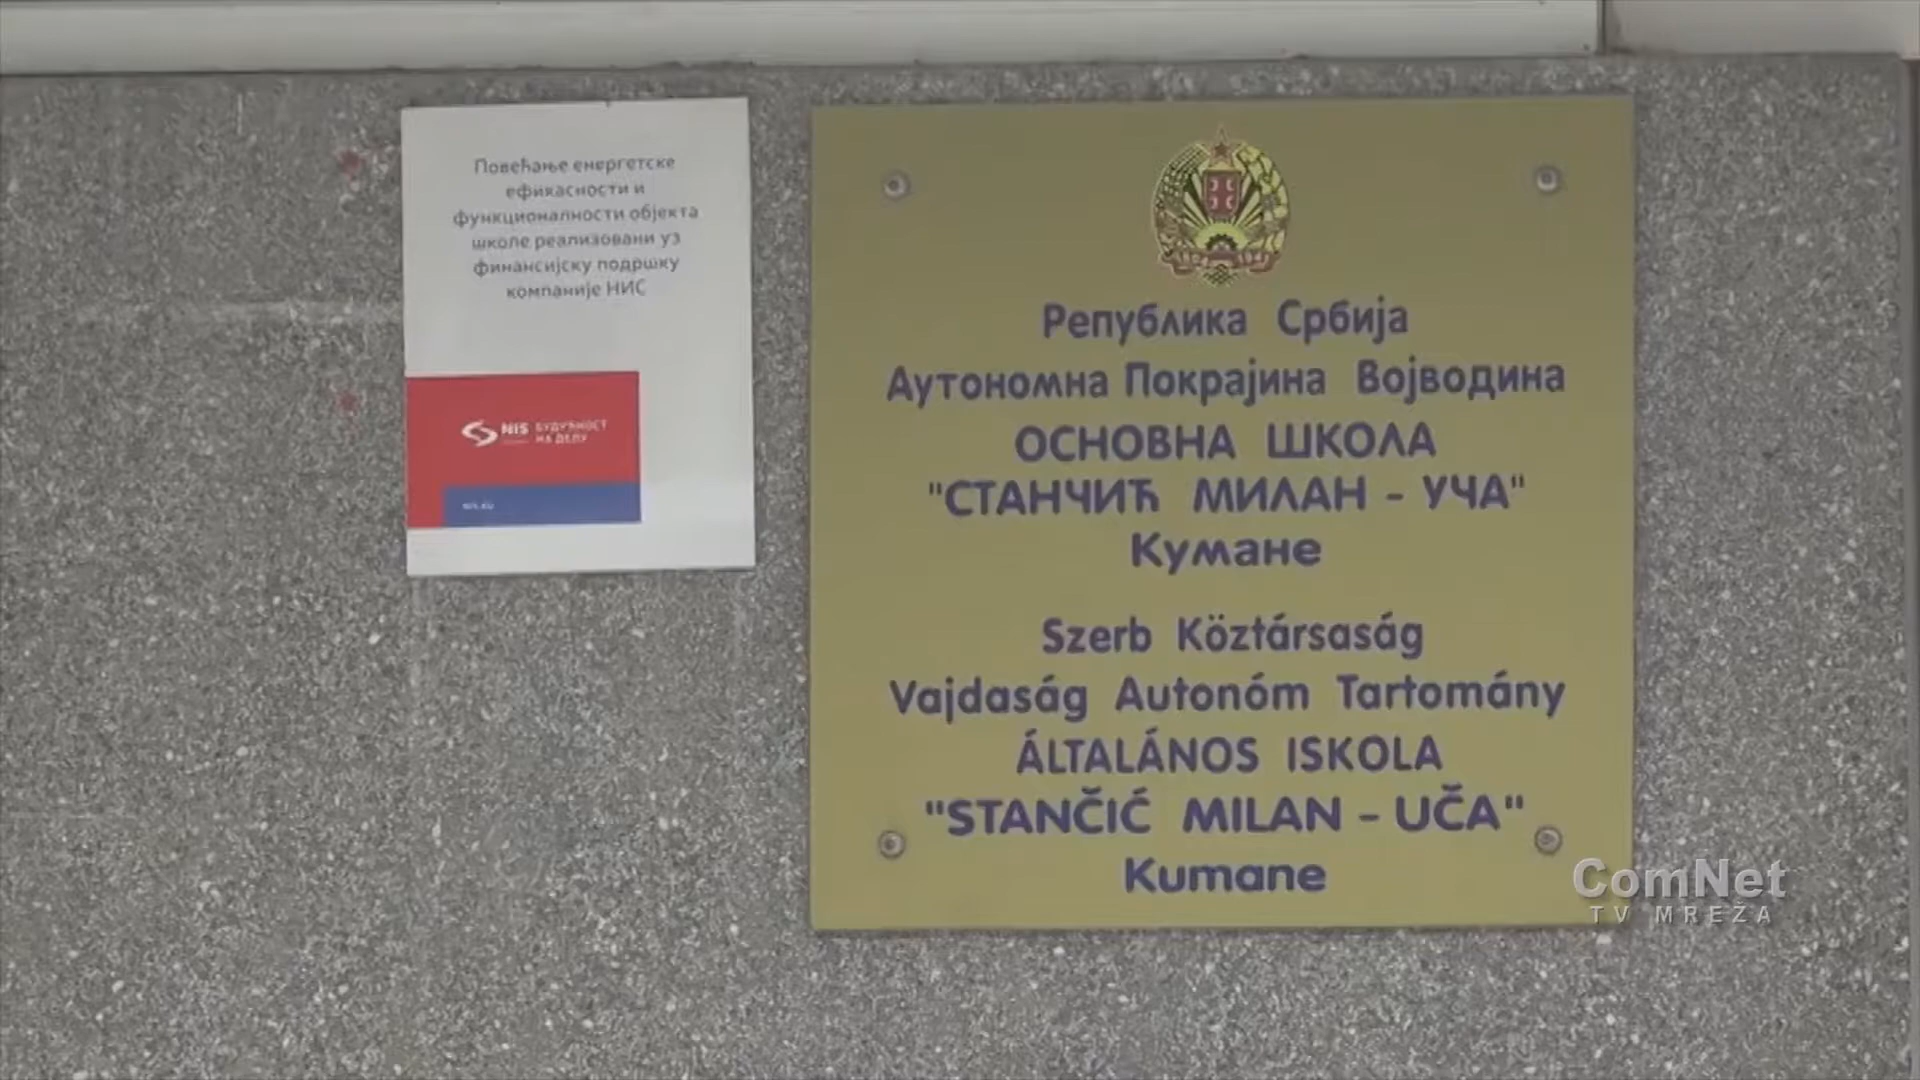 Повећање енергетске
ефикасности и
функционалности објекта
школе реализовани уз
финансијску подршку
компаније НИС
NIS БУДУЋНОСТ
НА ДЕЛУ
Република Србија
Аутономна Покрајина Војводина
ОСНОВНА ШКОЛА
"СТАНЧИЋ МИЛАН - УЧА"
Кумане
Szerb Köztársaság
Vajdaság Autonóm Tartomány
ÁLTALÁNOS ISKOLA
"STANČIĆ MILAN - UČA"
Kumane
ComNet
TV MREŽA